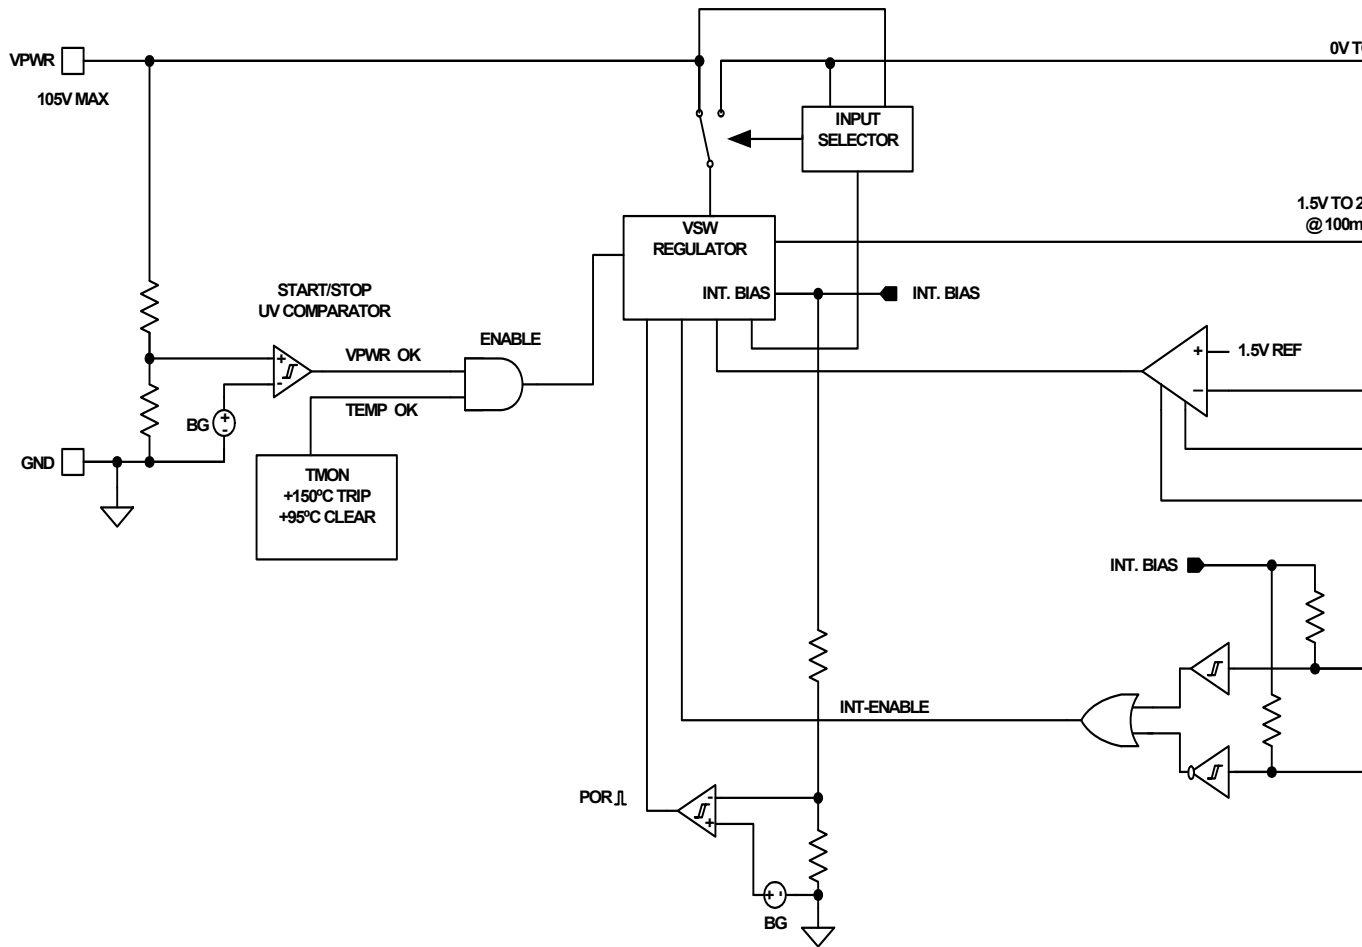 VPWR
105V MAX
0V TO
INPUT
SELECTOR
1.5V TO 2
@ 100m
VSW
REGULATOR
INT. BIAS
INT. BIAS
START/STOP
UV COMPARATOR
ENABLE
VPWR OK
+
-
1.5V REF
+
−
TEMP OK
BG
+
-
GND
TMON
+150ºC TRIP
+95ºC CLEAR
INT. BIAS
INT-ENABLE
POR
-
+
+
-
BG